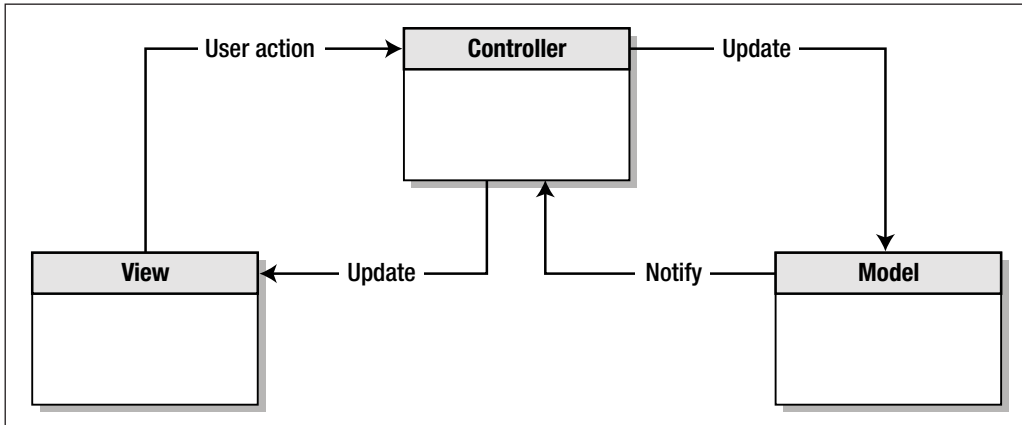 User action
Controller
Update
View
Update
Notify
Model